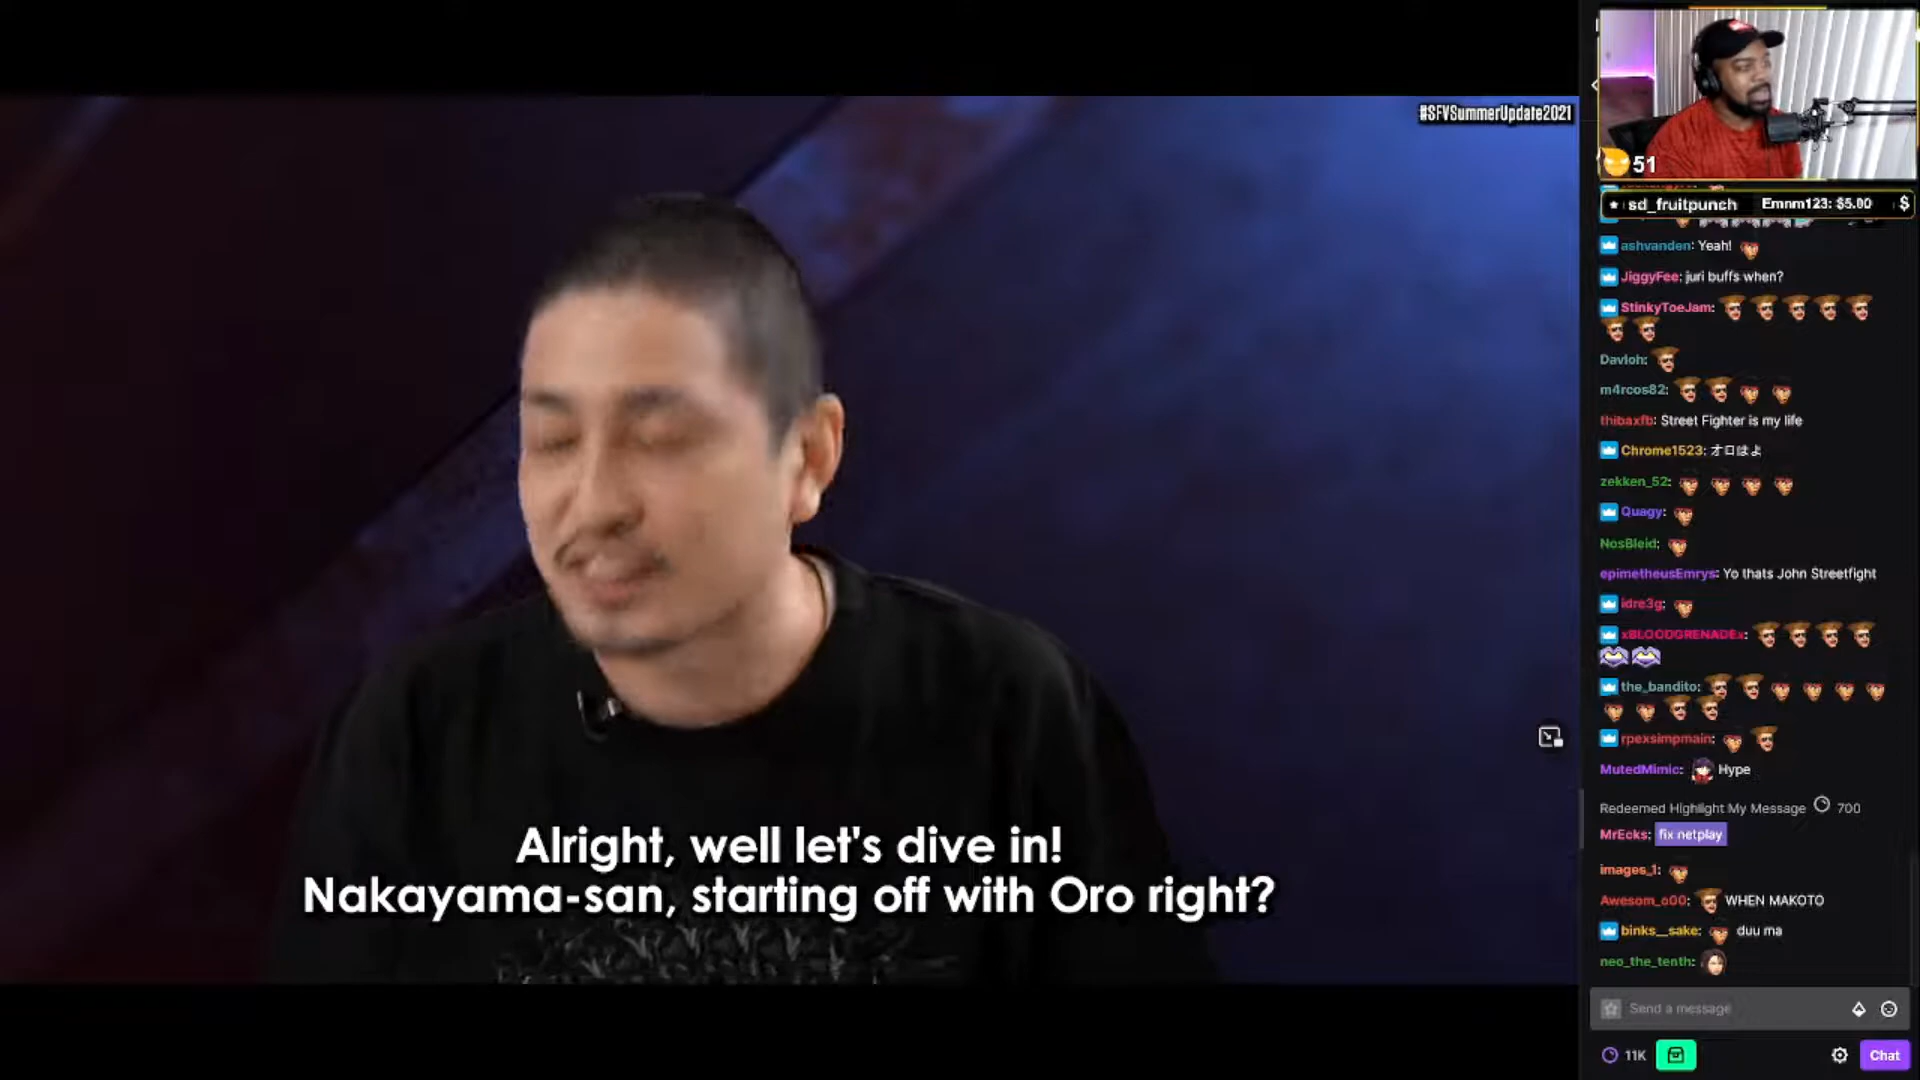 #SFVSummerUpdate2021
Alright, well let's dive in!
Nakayama-san, starting off with Oro right?
51
sd_fruitpunch Emnm123: $5.00 $
ashvanden: Yeah!
JiggyFee: juri buffs when?
StinkyToeJam:
Davloh:
m4rcos82:
thibaxfb: Street Fighter is my life
Chrome1523: オロはよ
zekken_52:
Quagy:
NosBleid:
epimetheusEmrys: Yo thats John Streetfight
idre3g:
xBLOODGRENADEx:
the_bandito:
rpexsimpmain:
MutedMimic: Hype
Redeemed Highlight My Message 700
MrEcks: fix netplay
images_1:
Awesom_o00: WHEN MAKOTO
binks__sake: duu ma
neo_the_tenth:
Send a message
11K
Chat